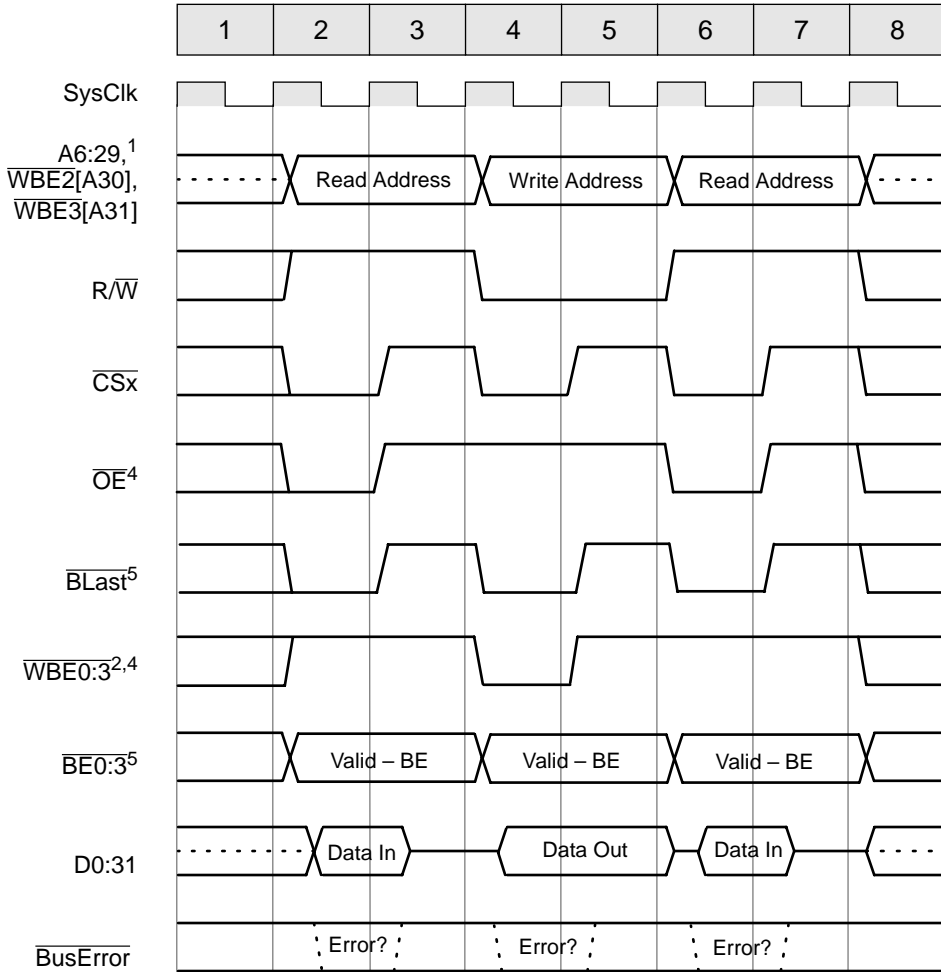 1 2 3 4 5 6 7 8
SysClk
A6:29,1
WBE2[A30],
WBE3[A31]
Read Address Write Address Read Address
R/W
CSx
OE4
BLast5
WBE0:32,4
BE0:35
Valid – BE Valid – BE Valid – BE
D0:31
Data In Data Out Data In
BusError
Error? Error? Error?